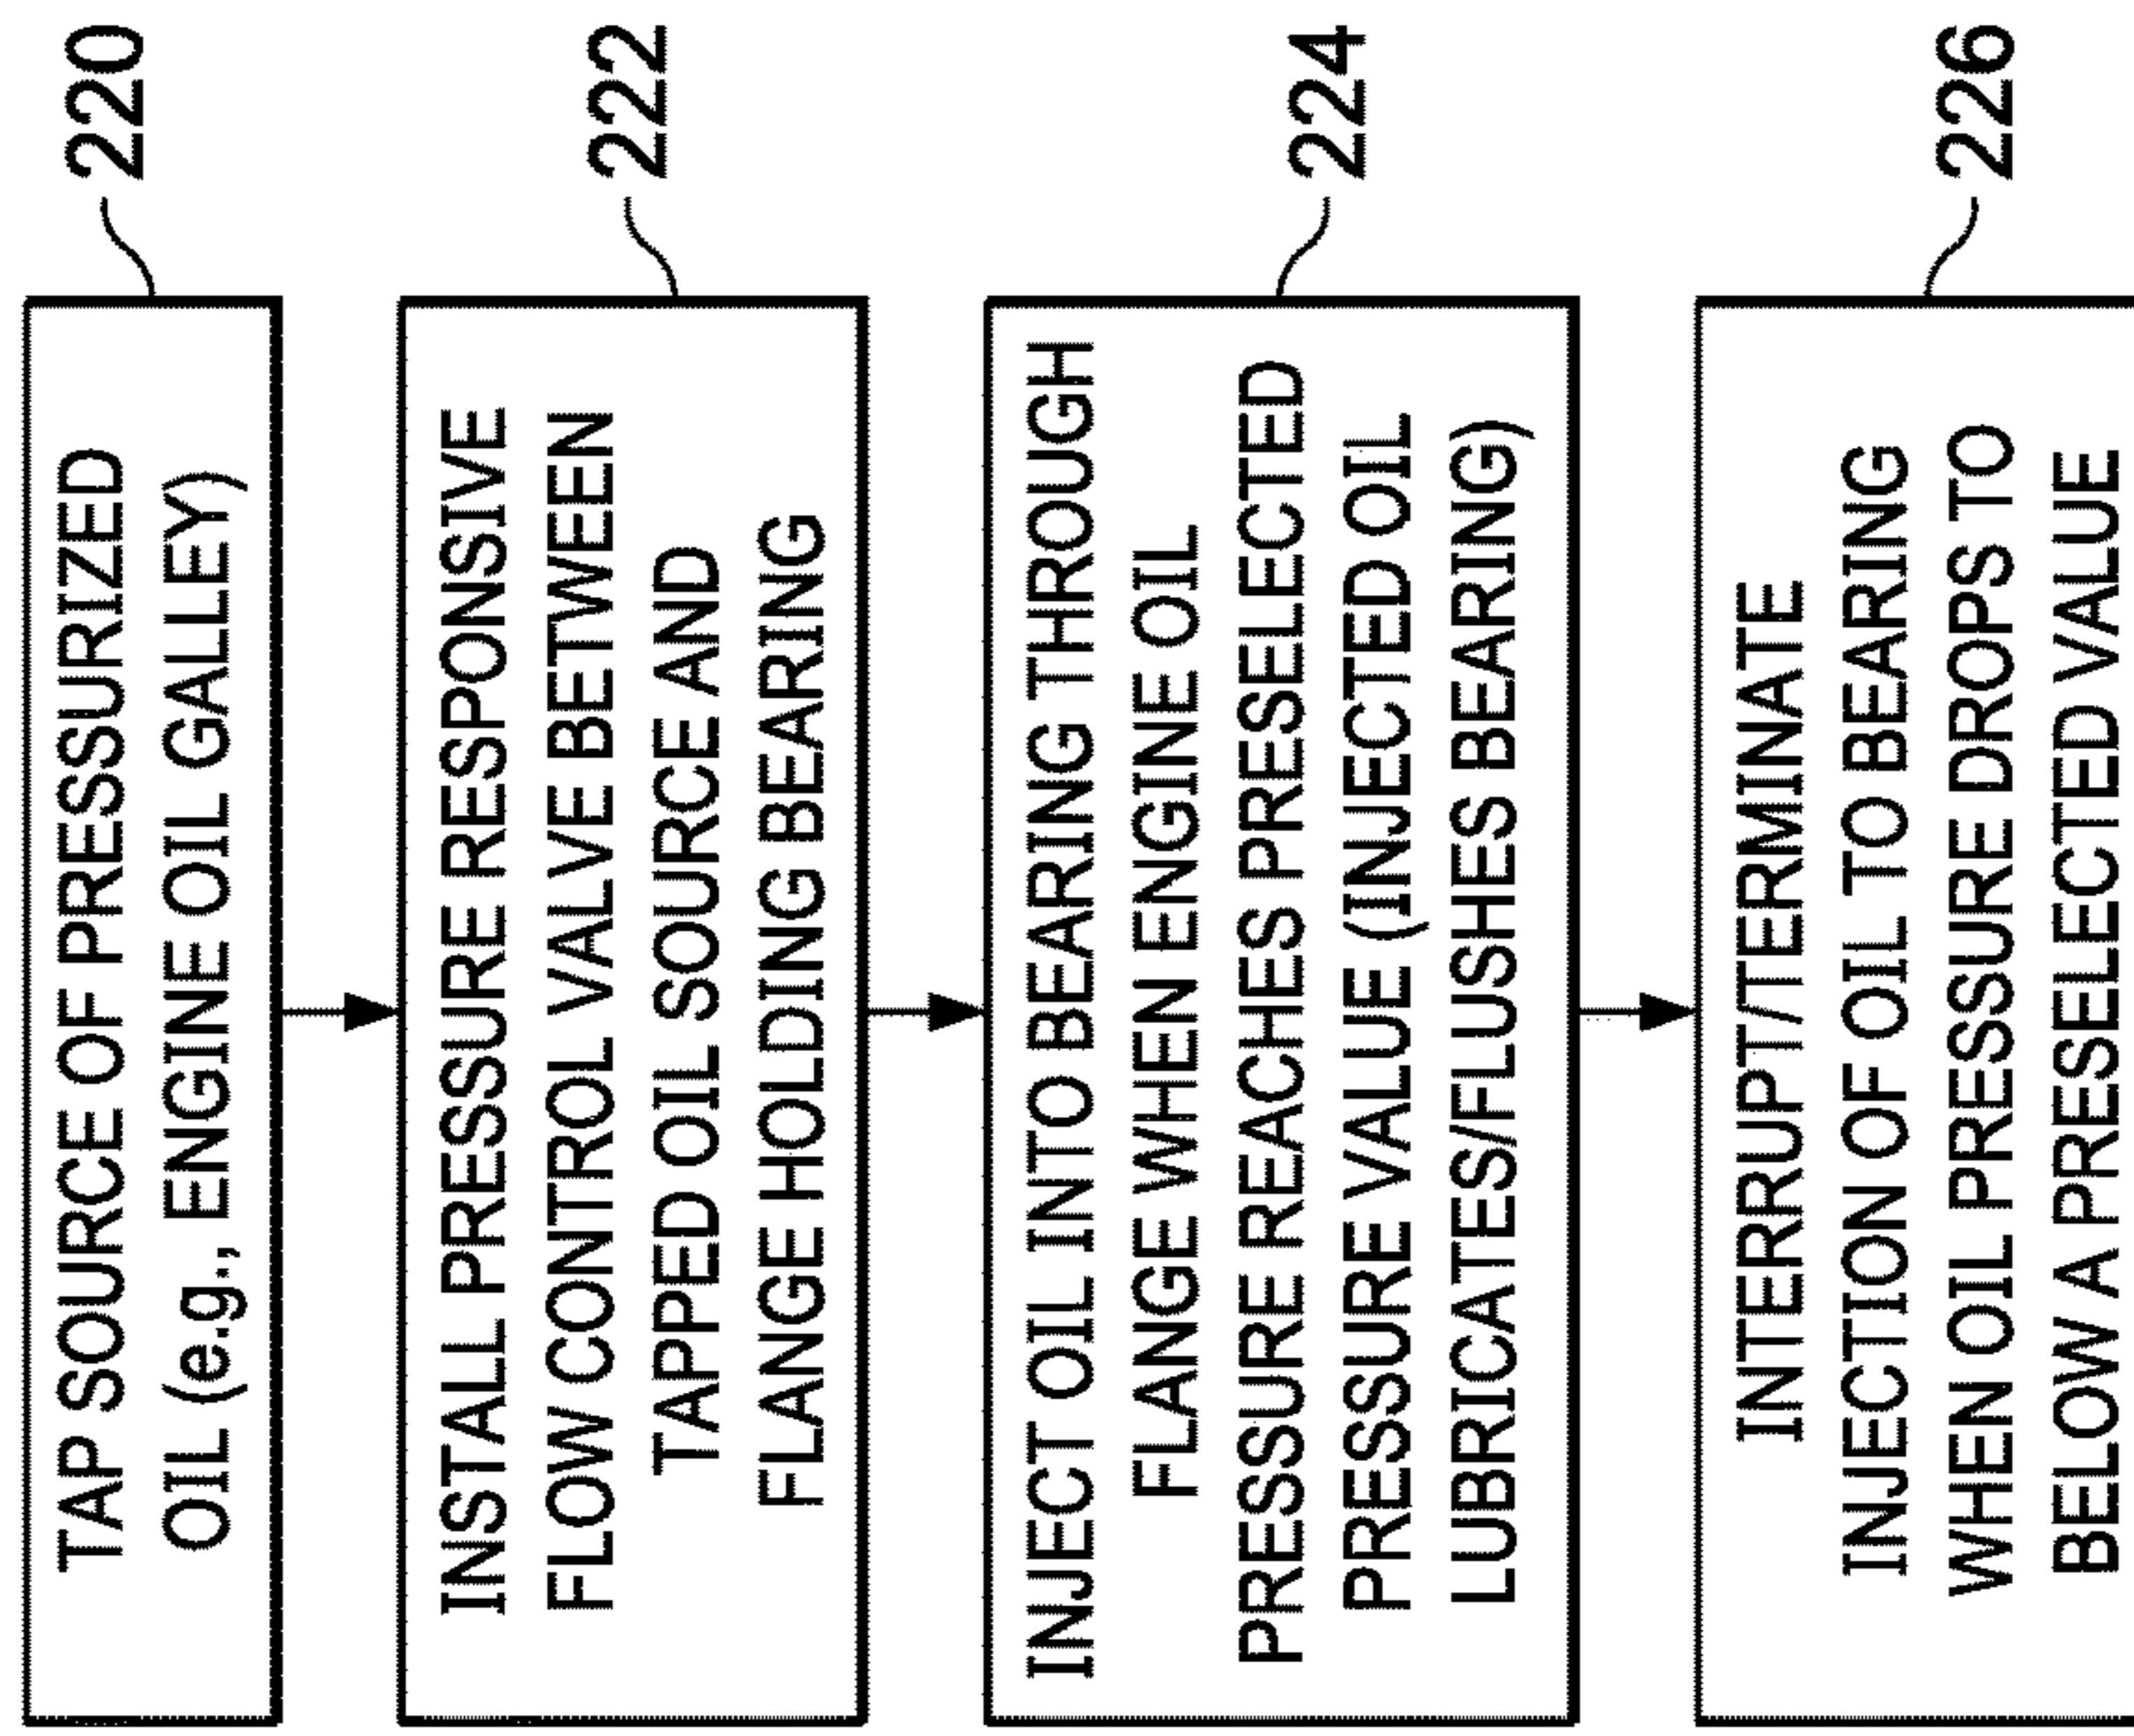 TAP SOURCE OF PRESSURIZED
OIL (e.g., ENGINE OIL GALLEY)
220
INSTALL PRESSURE RESPONSIVE
FLOW CONTROL VALVE BETWEEN
TAPPED OIL SOURCE AND
FLANGE HOLDING BEARING
222
INJECT OIL INTO BEARING THROUGH
FLANGE WHEN ENGINE OIL
PRESSURE REACHES PRESELECTED
PRESSURE VALUE (INJECTED OIL
LUBRICATES/FLUSHES BEARING)
224
INTERRUPT/TERMINATE
INJECTION OF OIL TO BEARING
WHEN OIL PRESSURE DROPS TO
BELOW A PRESELECTED VALUE
226